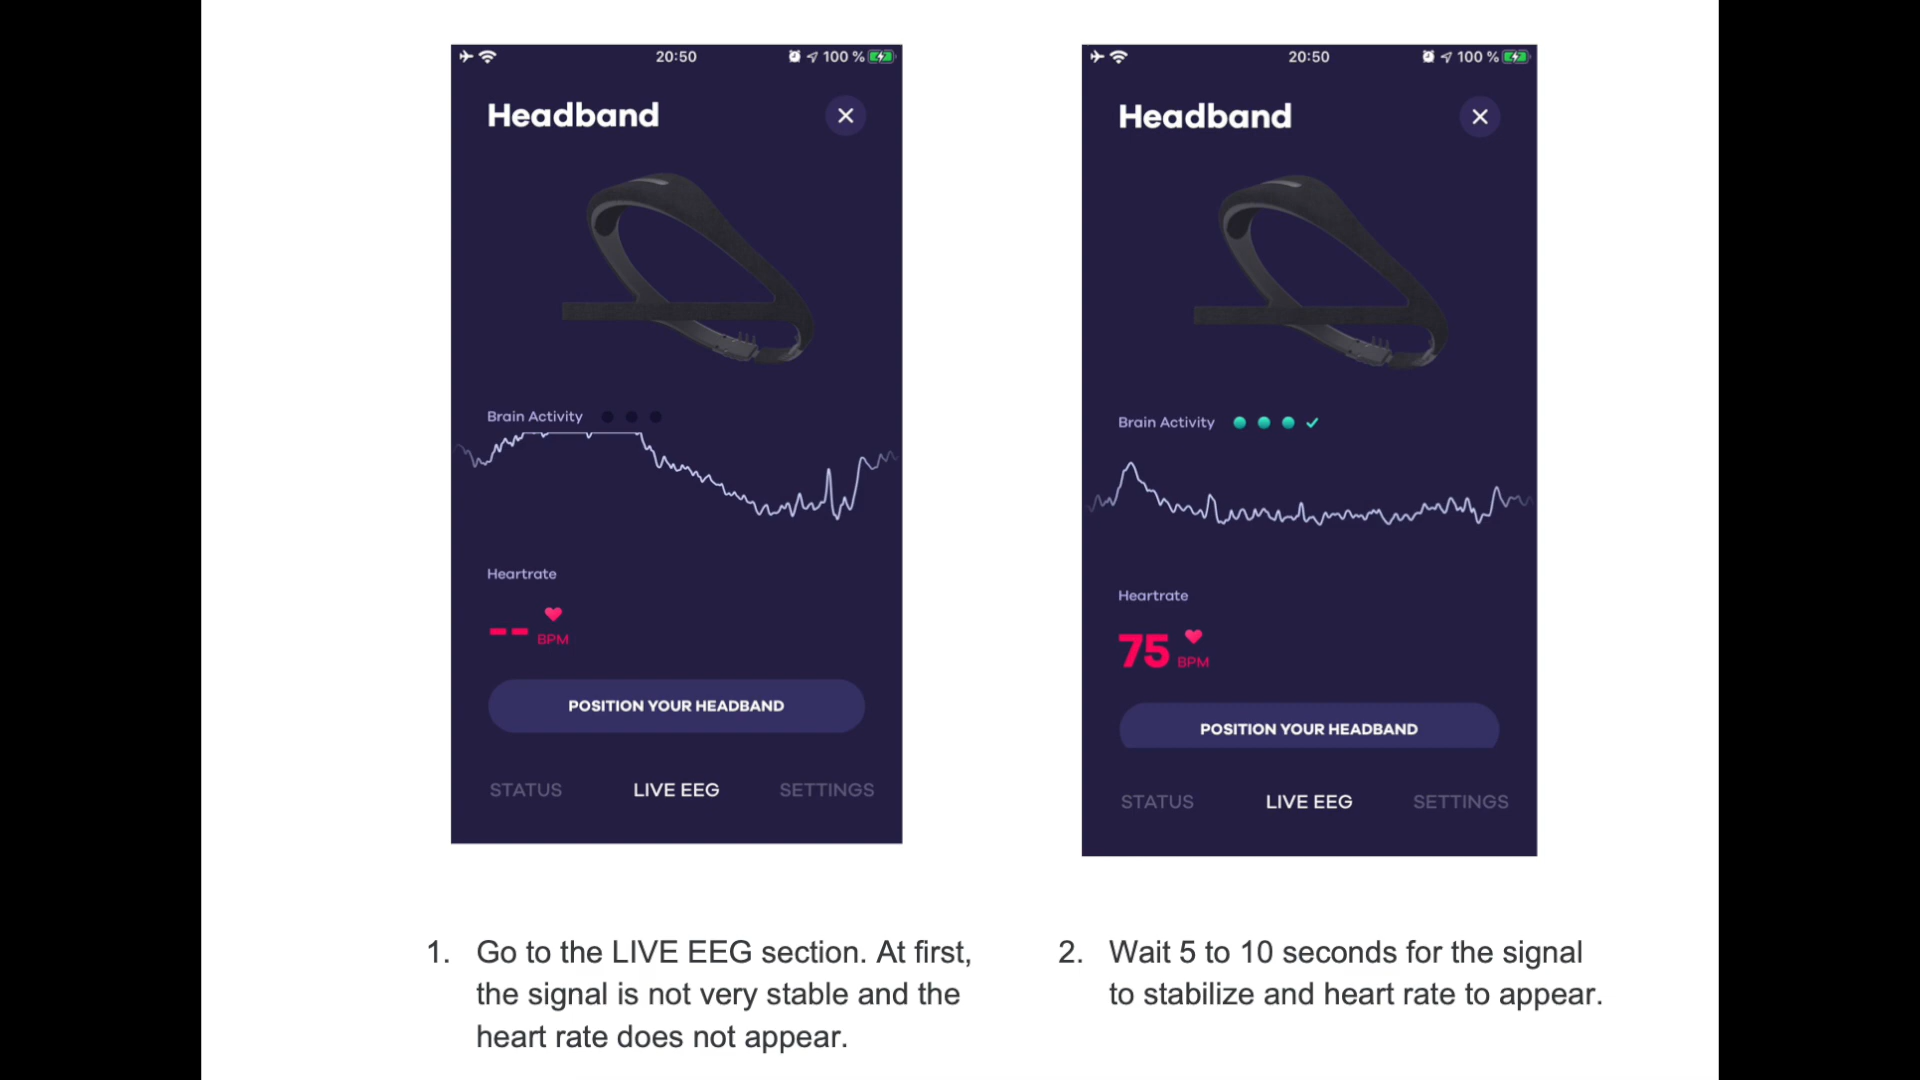 20:50
100 %
Headband
Brain Activity
Heartrate
-- BPM
POSITION YOUR HEADBAND
STATUS LIVE EEG SETTINGS
1. Go to the LIVE EEG section. At first,
the signal is not very stable and the
heart rate does not appear.
20:50
100 %
Headband
Brain Activity
Heartrate
75 BPM
POSITION YOUR HEADBAND
STATUS LIVE EEG SETTINGS
2. Wait 5 to 10 seconds for the signal
to stabilize and heart rate to appear.